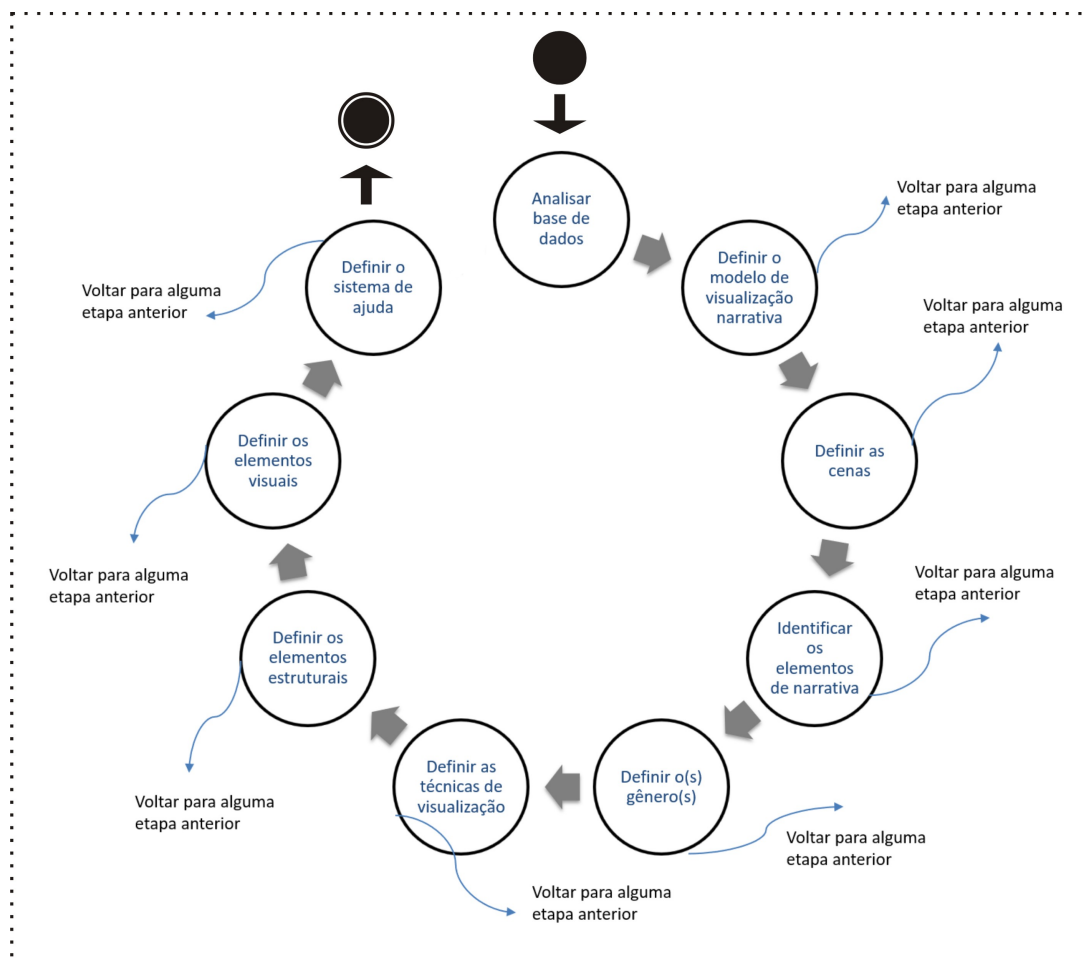 Analisar
base de
dados
Voltar para alguma
etapa anterior
Definir o
modelo de
visualização
narrativa
Voltar para alguma
etapa anterior
Definir as
cenas
Voltar para alguma
etapa anterior
Identificar
os
elementos
de narrativa
Definir o(s)
gênero(s)
Voltar para alguma
etapa anterior
Definir as
técnicas de
visualização
Voltar para alguma
etapa anterior
Definir os
elementos
estruturais
Voltar para alguma
etapa anterior
Definir os
elementos
visuais
Voltar para alguma
etapa anterior
Definir o
sistema de
ajuda
Voltar para alguma
etapa anterior